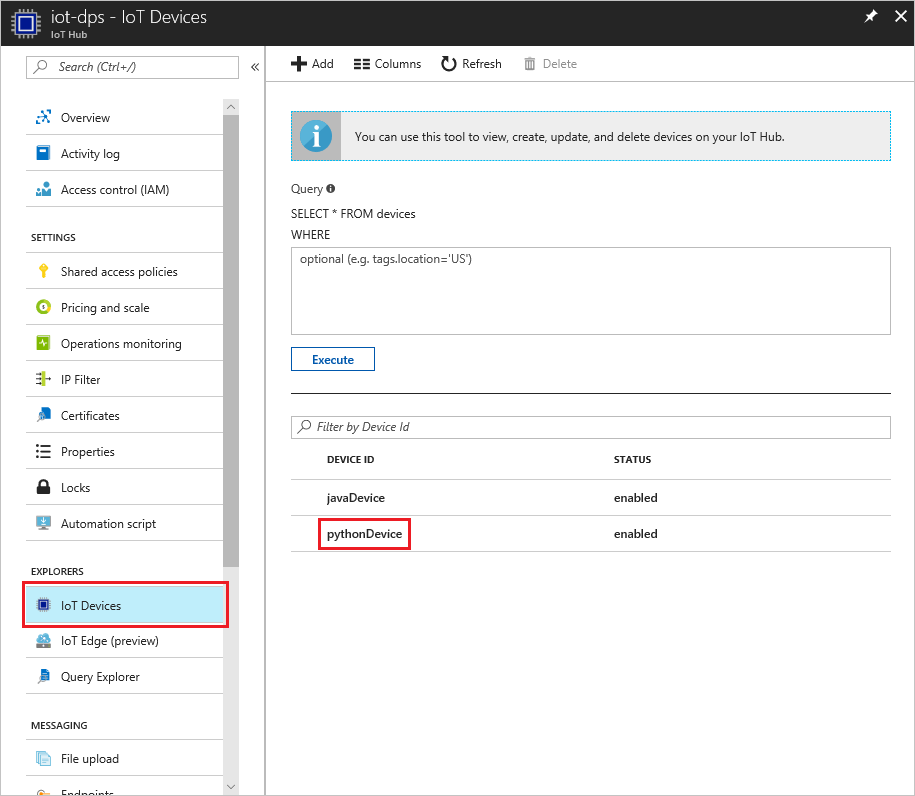 iot-dps - IoT Devices
IoT Hub
Search (Ctrl+/)
«
Overview
Activity log
Access control (IAM)
SETTINGS
Shared access policies
Pricing and scale
Operations monitoring
IP Filter
Certificates
Properties
Locks
Automation script
EXPLORERS
IoT Devices
IoT Edge (preview)
Query Explorer
MESSAGING
File upload
Endpoints
Add Columns Refresh Delete
You can use this tool to view, create, update, and delete devices on your IoT Hub.
Query
SELECT * FROM devices
WHERE
optional (e.g. tags.location='US')
Execute
Filter by Device Id
DEVICE ID STATUS
javaDevice enabled
pythonDevice enabled